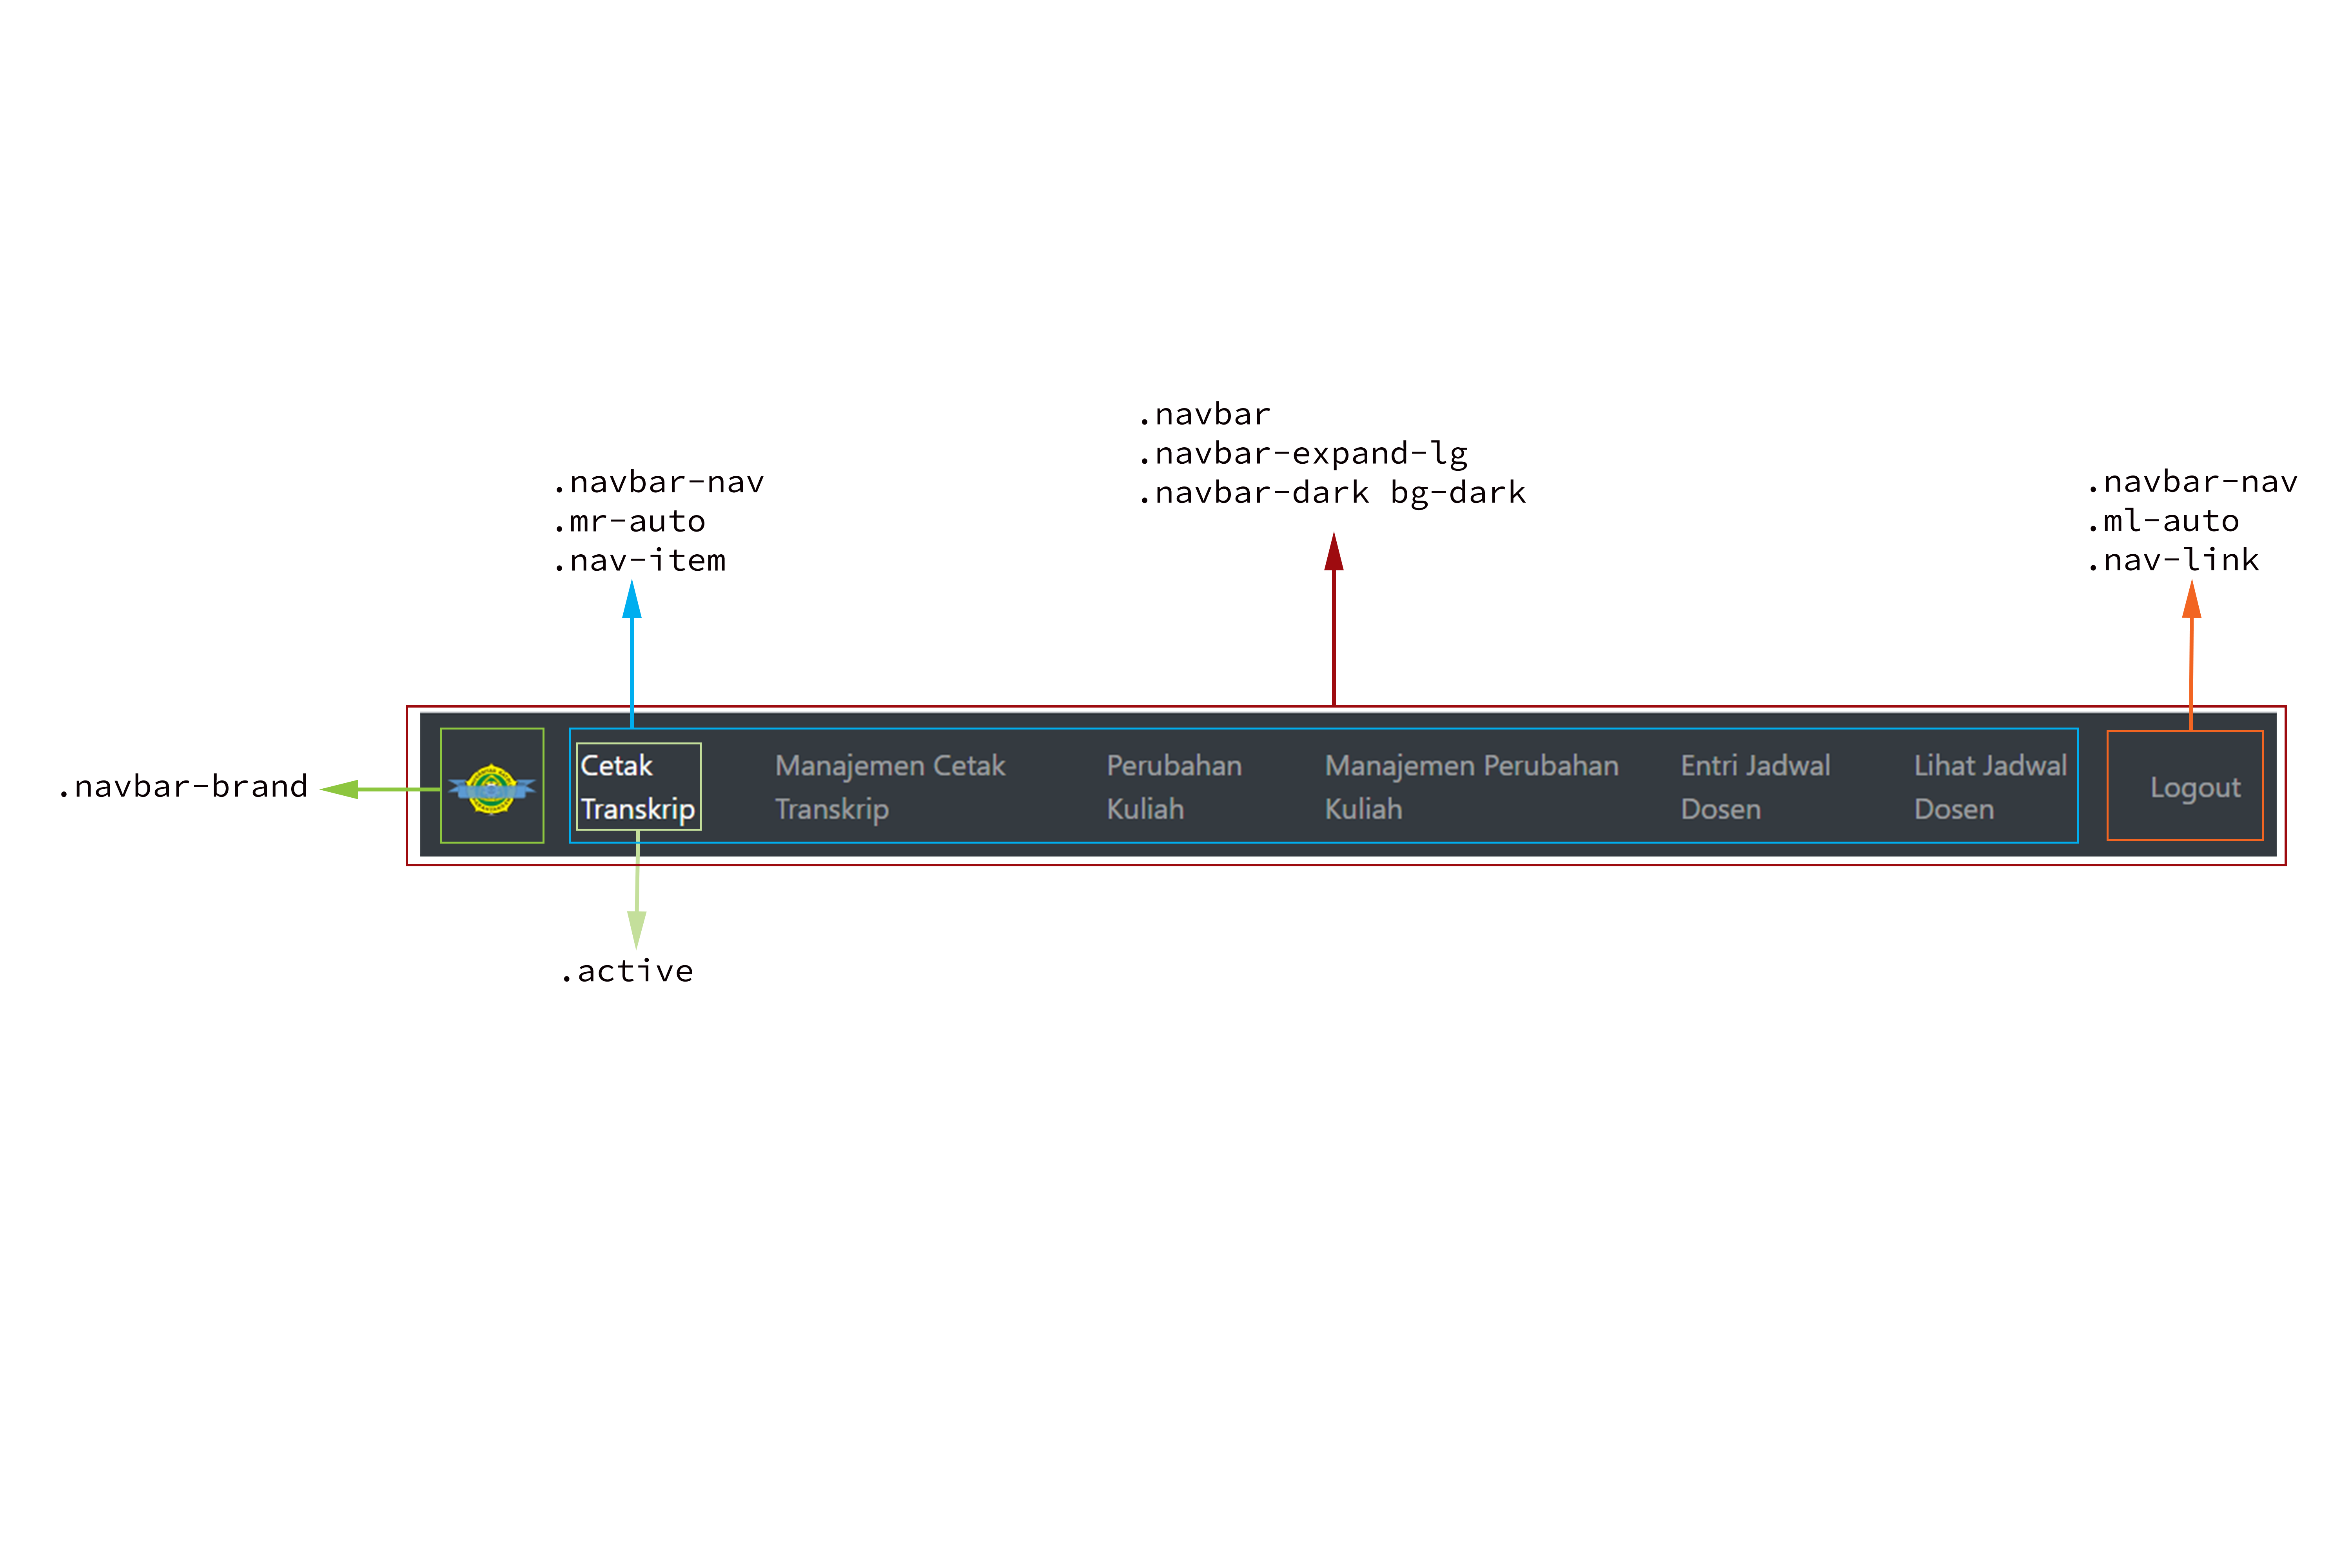 .navbar
.navbar-expand-lg
.navbar-dark bg-dark
.navbar-nav
.mr-auto
.nav-item
.navbar-nav
.ml-auto
.nav-link
.navbar-brand
Cetak
Transkrip
Manajemen Cetak
Transkrip
Perubahan
Kuliah
Manajemen Perubahan
Kuliah
Entri Jadwal
Dosen
Lihat Jadwal
Dosen
Logout
.active